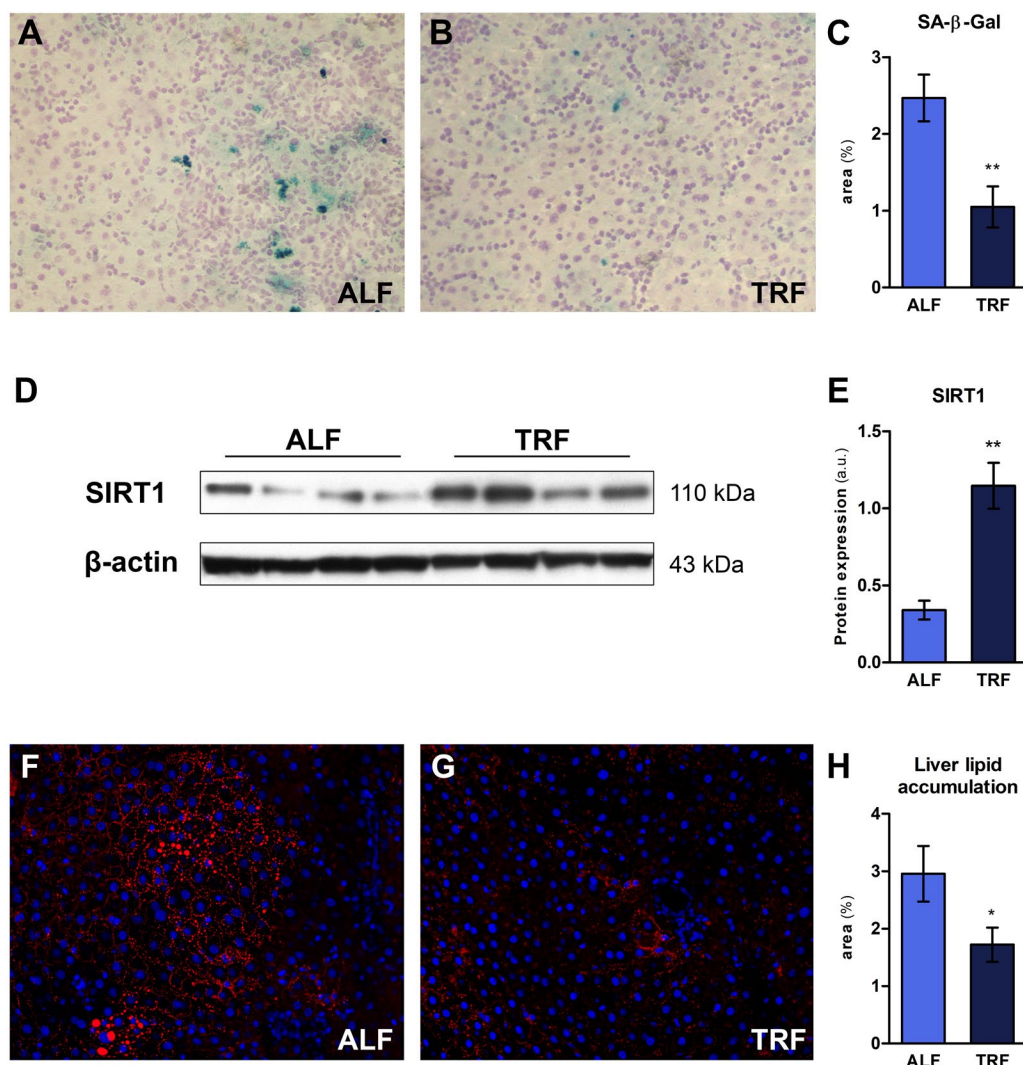 A
ALF
B
TRF
C
SA-β-Gal
3
2
1
0
area (%)
**
ALF
TRF
D
ALF
TRF
SIRT1
110 kDa
β-actin
43 kDa
E
SIRT1
1.5
1.0
0.5
0.0
Protein expression (a.u.)
**
ALF
TRF
F
ALF
G
TRF
H
Liver lipid
accumulation
4
3
2
1
0
area (%)
*
ALF
TRF